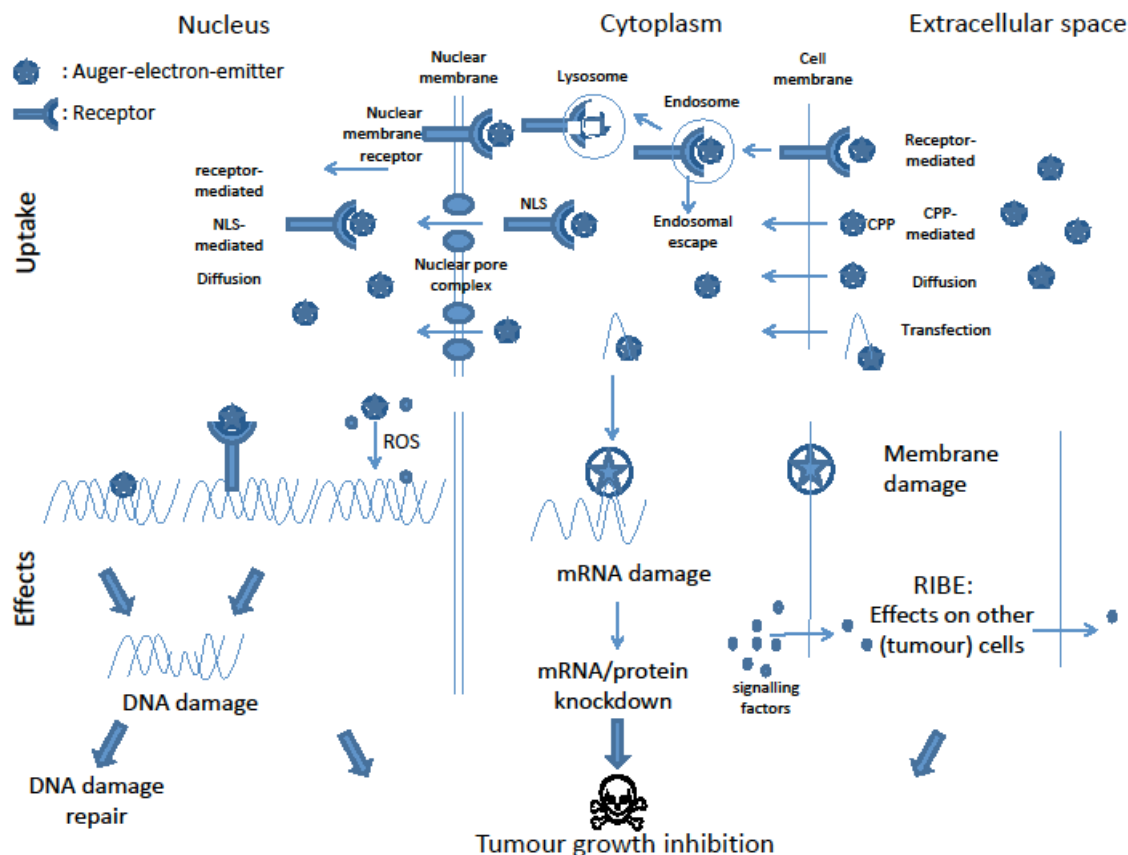 Nucleus
Cytoplasm
Extracellular space
: Auger-electron-emitter
: Receptor
Nuclear
membrane
Lysosome
Endosome
Cell
membrane
Nuclear
membrane
receptor
Receptor-
mediated
receptor-
mediated
NLS-
mediated
Diffusion
NLS
Endosomal
escape
CPP
CPP-
mediated
Nuclear pore
complex
Diffusion
Transfection
Uptake
ROS
Membrane
damage
mRNA damage
RIBE:
Effects on other
(tumour) cells
Effects
mRNA/protein
knockdown
signalling
factors
DNA damage
DNA damage
repair
Tumour growth inhibition